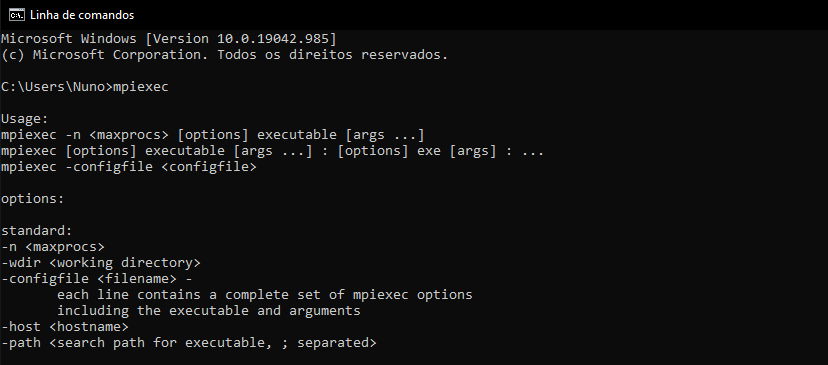 Linha de comandos
Microsoft Windows [Version 10.0.19042.985]
(c) Microsoft Corporation. Todos os direitos reservados.
C:\Users\Nuno>mpiexec
Usage:
mpiexec -n <maxprocs> [options] executable [args ...]
mpiexec [options] executable [args ...] : [options] exe [args] : ...
mpiexec -configfile <configfile>
options:
standard:
-n <maxprocs>
-wdir <working directory>
-configfile <filename> -
each line contains a complete set of mpiexec options
including the executable and arguments
-host <hostname>
-path <search path for executable, ; separated>